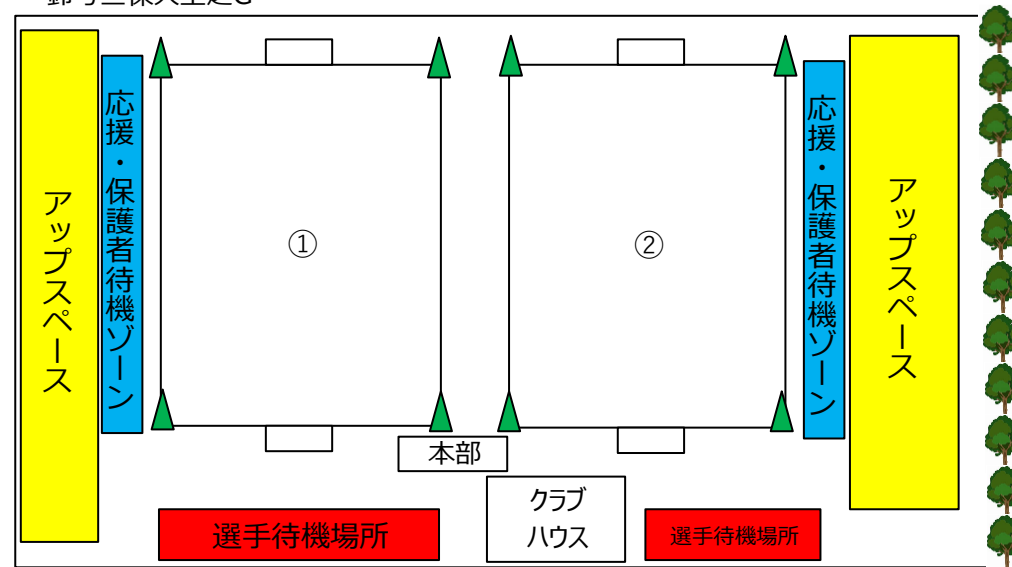 アップスペース
応援・保護者待機ゾーン
①
②
応援・保護者待機ゾーン
アップスペース
本部
クラブ
ハウス
選手待機場所
選手待機場所